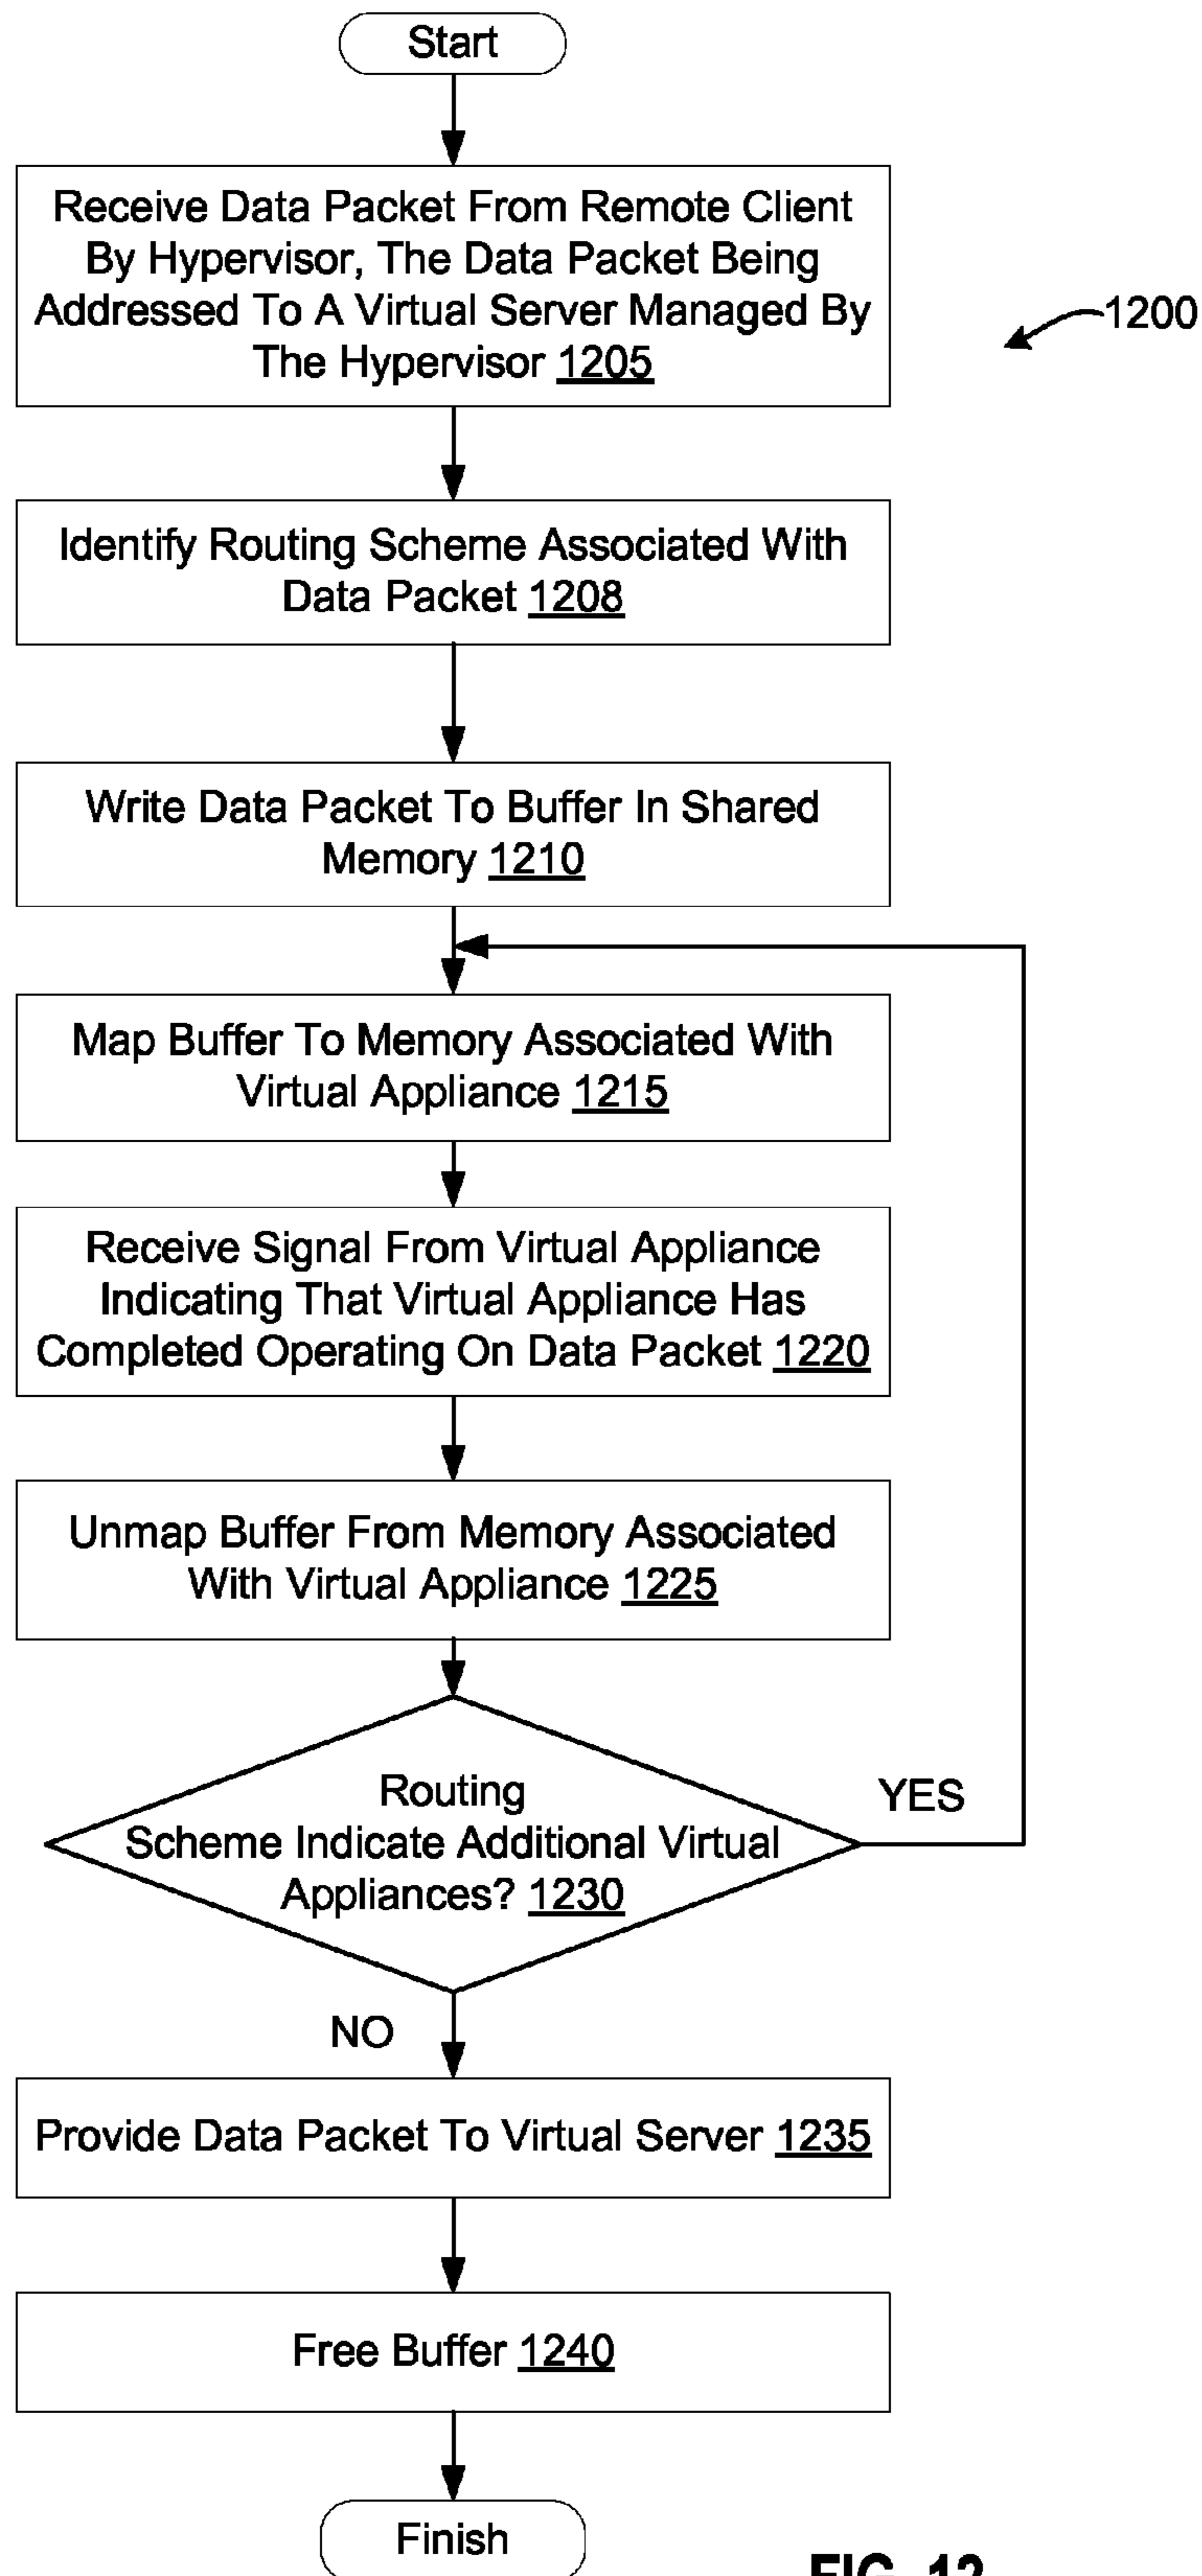 Start
Receive Data Packet From Remote Client
By Hypervisor, The Data Packet Being
Addressed To A Virtual Server Managed By
The Hypervisor 1205
1200
Identify Routing Scheme Associated With
Data Packet 1208
Write Data Packet To Buffer In Shared
Memory 1210
Map Buffer To Memory Associated With
Virtual Appliance 1215
Receive Signal From Virtual Appliance
Indicating That Virtual Appliance Has
Completed Operating On Data Packet 1220
Unmap Buffer From Memory Associated
With Virtual Appliance 1225
Routing
Scheme Indicate Additional Virtual
Appliances? 1230
YES
NO
Provide Data Packet To Virtual Server 1235
Free Buffer 1240
Finish
FIG. 12